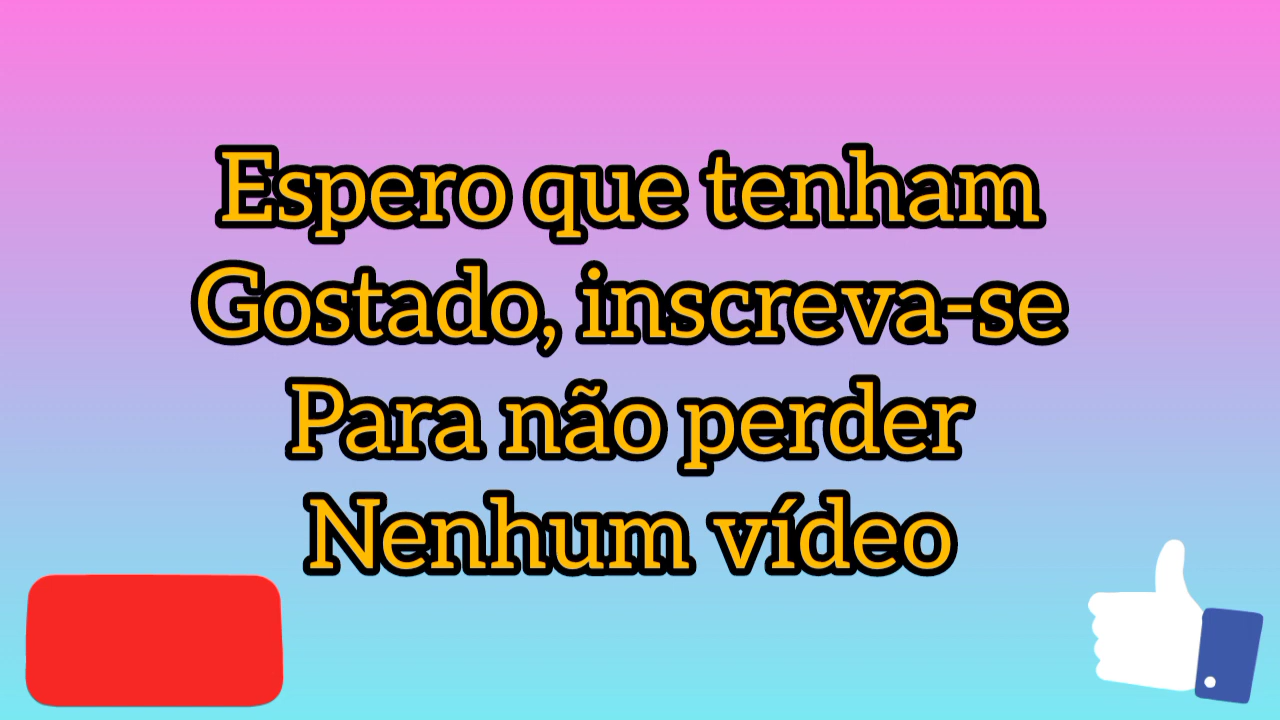 Espero que tenham
Gostado, inscreva-se
Para não perder
Nenhum vídeo